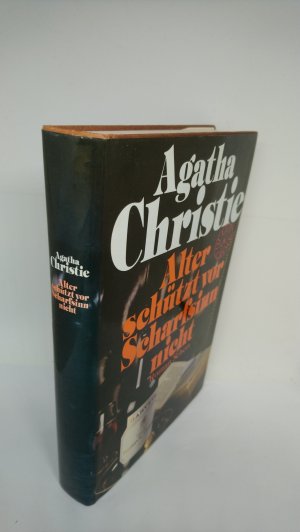 Agatha
Christie
Alter
schützt vor
Scharfsinn
nicht
Agatha
Christie
Alter
schützt vor
Scharfsinn
nicht